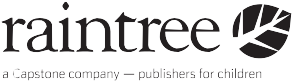 raintree
a Capstone company — publishers for children